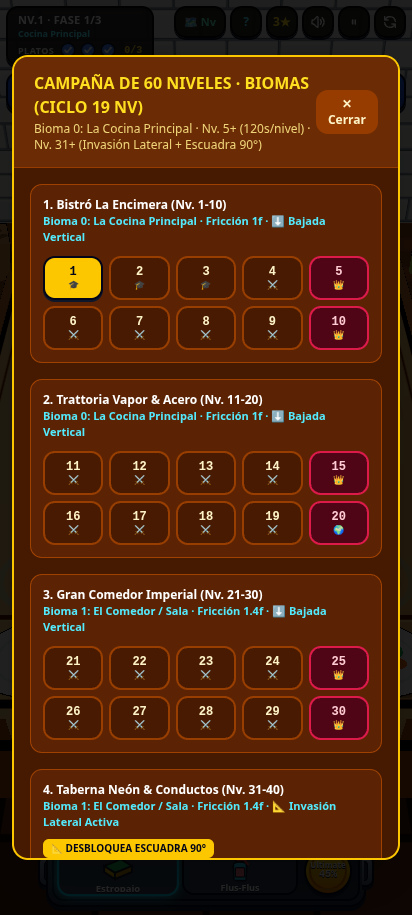 NV.1 · FASE 1/3
Nv
?
3★
Cocina Principal
PLATOS
0/3
CAMPAÑA DE 60 NIVELES · BIOMAS
(CICLO 19 NV)
Bioma 0: La Cocina Principal · Nv. 5+ (120s/nivel) ·
Nv. 31+ (Invasión Lateral + Escuadra 90°)
✕
Cerrar
1. Bistró La Encimera (Nv. 1-10)
Bioma 0: La Cocina Principal · Fricción 1f · ⬇️ Bajada
Vertical
1 2 3 4 5
6 7 8 9 10
2. Trattoria Vapor & Acero (Nv. 11-20)
Bioma 0: La Cocina Principal · Fricción 1f · ⬇️ Bajada
Vertical
11 12 13 14 15
16 17 18 19 20
3. Gran Comedor Imperial (Nv. 21-30)
Bioma 1: El Comedor / Sala · Fricción 1.4f · ⬇️ Bajada
Vertical
21 22 23 24 25
26 27 28 29 30
4. Taberna Neón & Conductos (Nv. 31-40)
Bioma 1: El Comedor / Sala · Fricción 1.4f · 📐 Invasión
Lateral Activa
📐 DESBLOQUEA ESCUADRA 90°
Estropajo
Flus-Flus